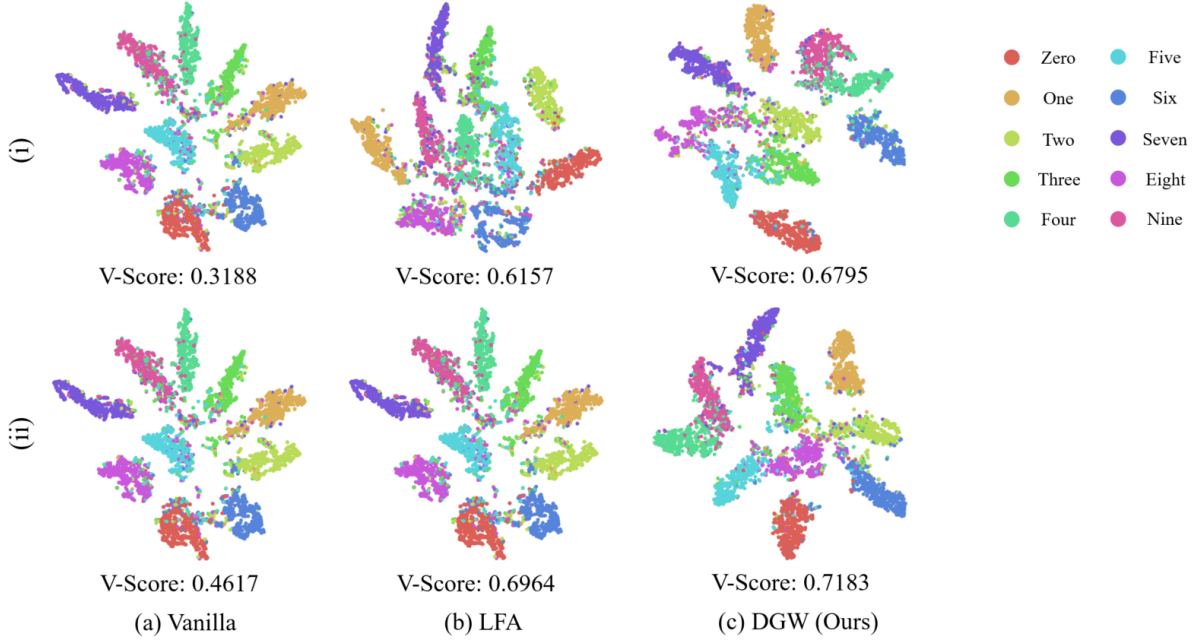 (i)
V-Score: 0.3188
V-Score: 0.6157
V-Score: 0.6795
Zero
Five
One
Six
Two
Seven
Three
Eight
Four
Nine
(ii)
V-Score: 0.4617
V-Score: 0.6964
V-Score: 0.7183
(a) Vanilla
(b) LFA
(c) DGW (Ours)